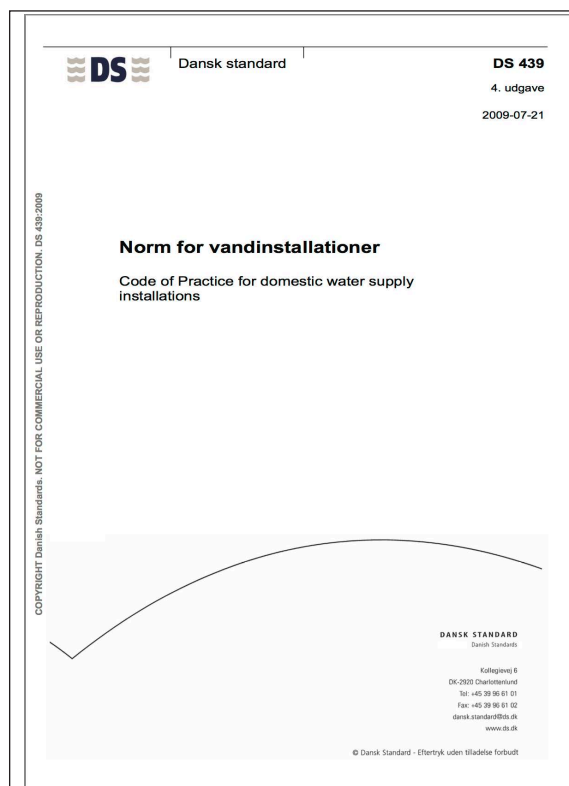 DS
Dansk standard
DS 439
4. udgave
2009-07-21
COPYRIGHT Danish Standards. NOT FOR COMMERCIAL USE OR REPRODUCTION. DS 439:2009
Norm for vandinstallationer
Code of Practice for domestic water supply
installations
DANSK STANDARD
Danish Standards
Kollegievej 6
DK-2920 Charlottenlund
Tel: +45 39 96 61 01
Fax: +45 39 96 61 02
dansk.standard@ds.dk
www.ds.dk
© Dansk Standard - Eftertryk uden tilladelse forbudt